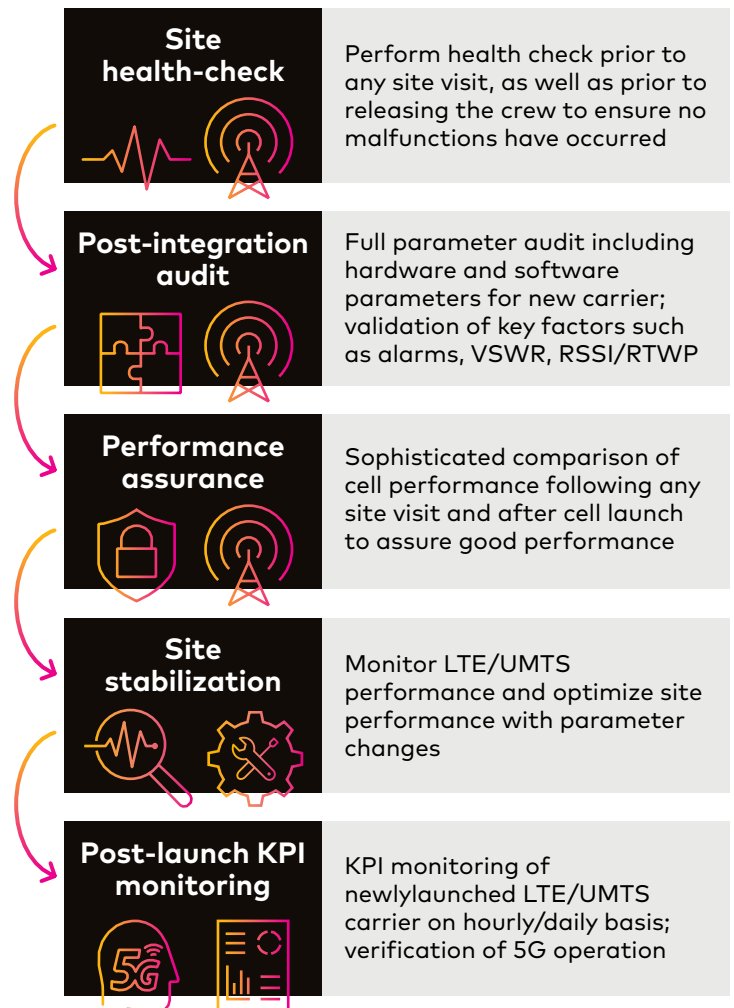 Site
health-check
Perform health check prior to
any site visit, as well as prior to
releasing the crew to ensure no
malfunctions have occurred
Post-integration
audit
Full parameter audit including
hardware and software
parameters for new carrier;
validation of key factors such
as alarms, VSWR, RSSI/RTWP
Performance
assurance
Sophisticated comparison of
cell performance following any
site visit and after cell launch
to assure good performance
Site
stabilization
Monitor LTE/UMTS
performance and optimize site
performance with parameter
changes
Post-launch KPI
monitoring
5G
KPI monitoring of
newlylaunched LTE/UMTS
carrier on hourly/daily basis;
verification of 5G operation